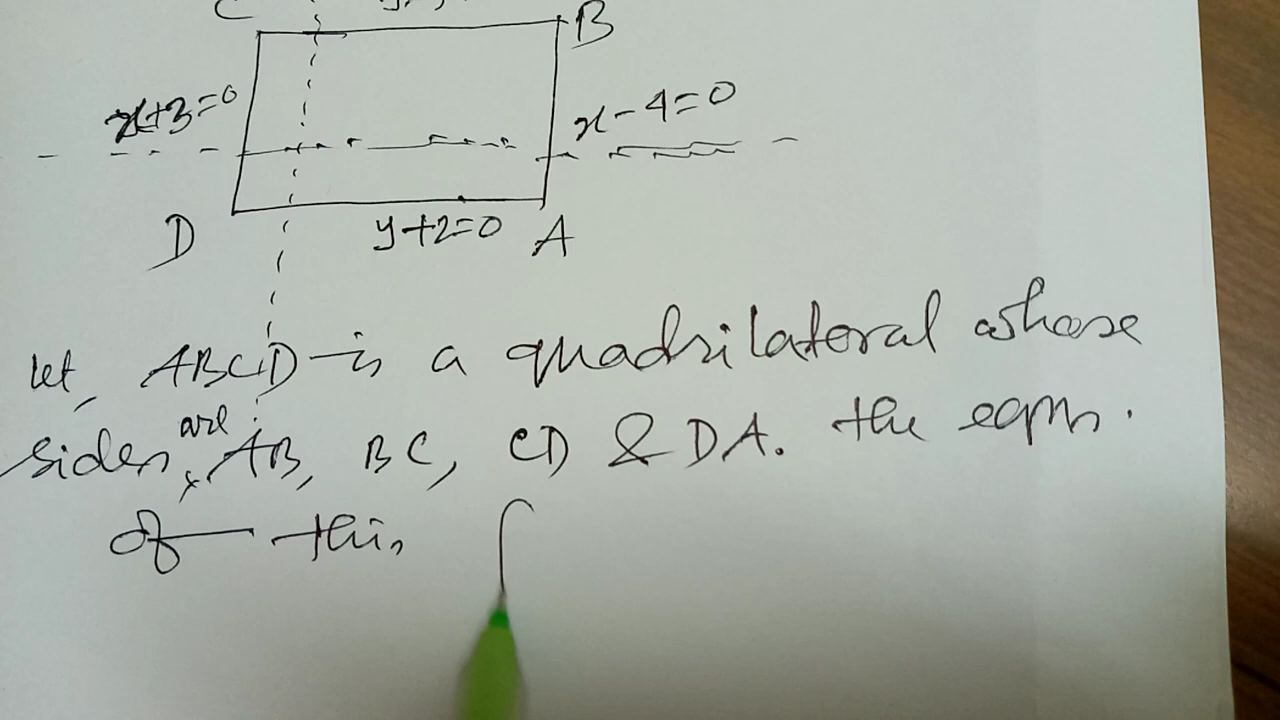 C
B
x+3=0
x-4=0
D
y+2=0
A
let, ABCD is a quadrilateral whose
sides are AB, BC, CD & DA. the eqns.
of this